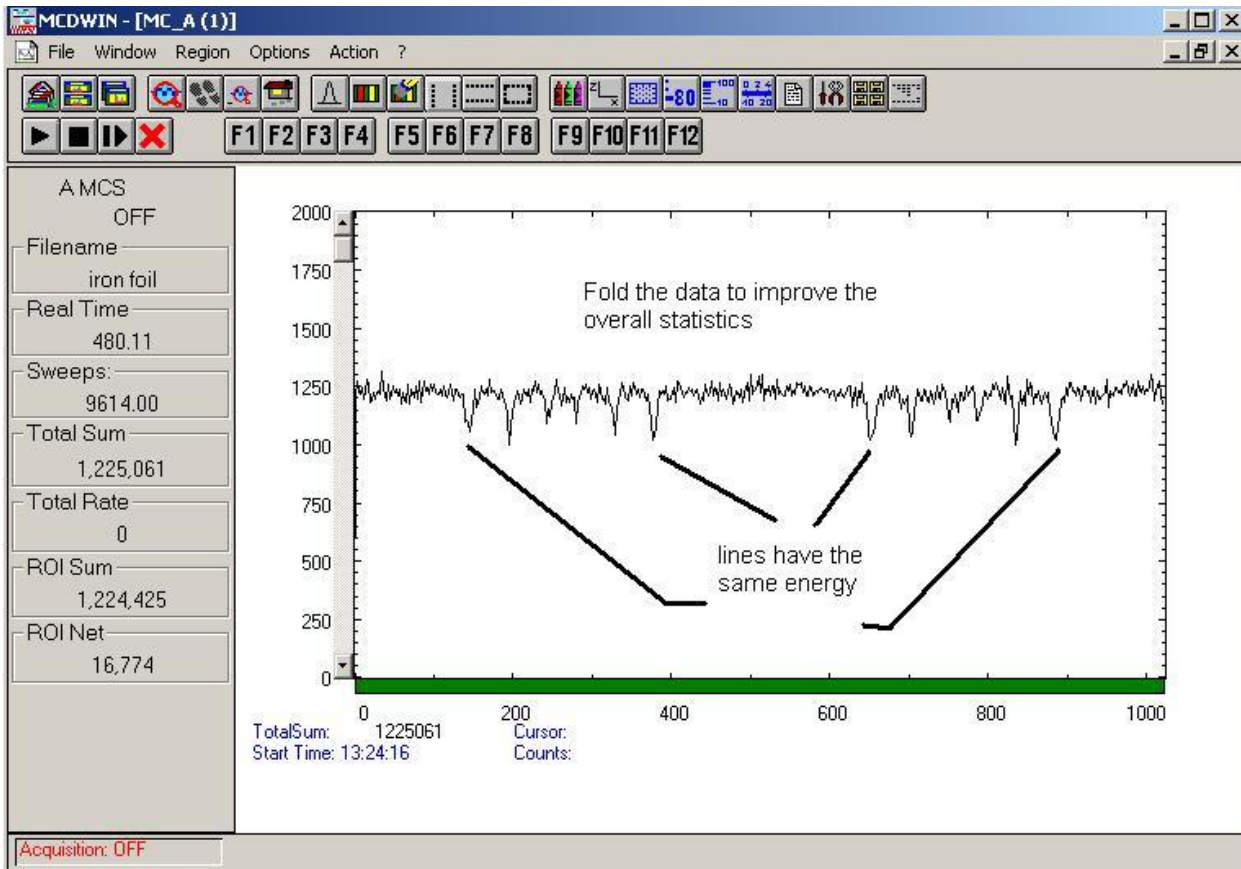 MCDWIN - [MC_A (1)]
File Window Region Options Action ?
F1 F2 F3 F4 F5 F6 F7 F8 F9 F10 F11 F12
A MCS
OFF
Filename
iron foil
Real Time
480.11
Sweeps:
9614.00
Total Sum
1,225,061
Total Rate
0
ROI Sum
1,224,425
ROI Net
16,774
2000
1750
1500
1250
1000
750
500
250
0
Fold the data to improve the
overall statistics
lines have the
same energy
0 200 400 600 800 1000
TotalSum: 1225061 Cursor:
Start Time: 13:24:16 Counts:
Acquisition: OFF